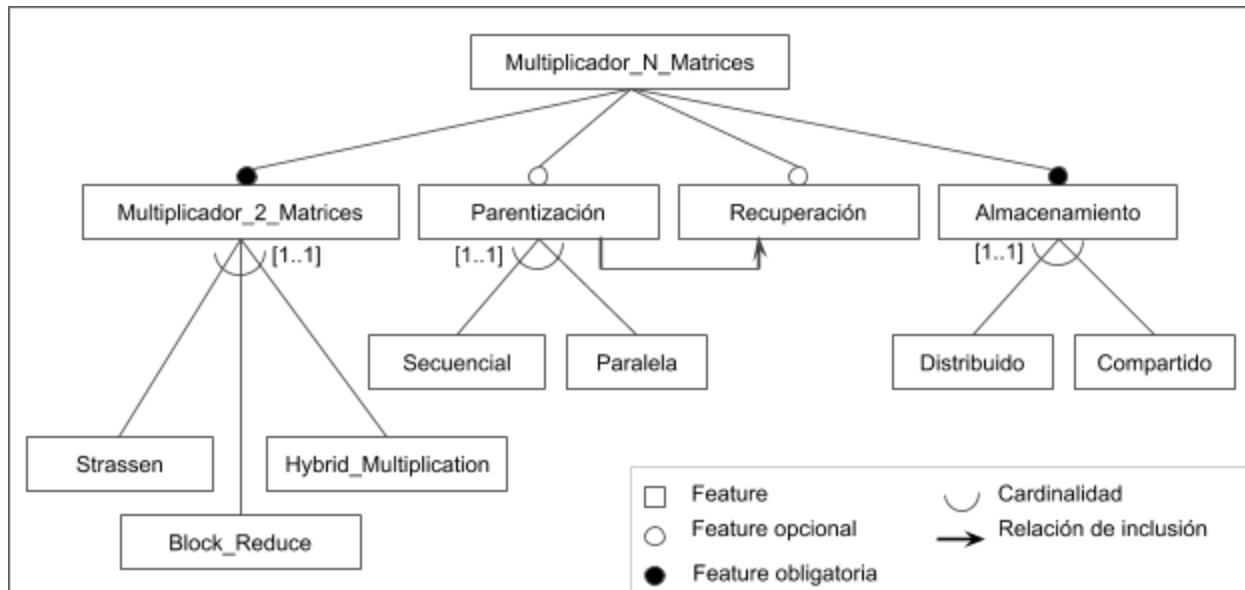 Multiplicador_N_Matrices
Multiplicador_2_Matrices
Parentización
Recuperación
Almacenamiento
[1..1]
[1..1]
[1..1]
Secuencial
Paralela
Distribuido
Compartido
Strassen
Hybrid_Multiplication
Block_Reduce
Feature
Cardinalidad
Feature opcional
Relación de inclusión
Feature obligatoria